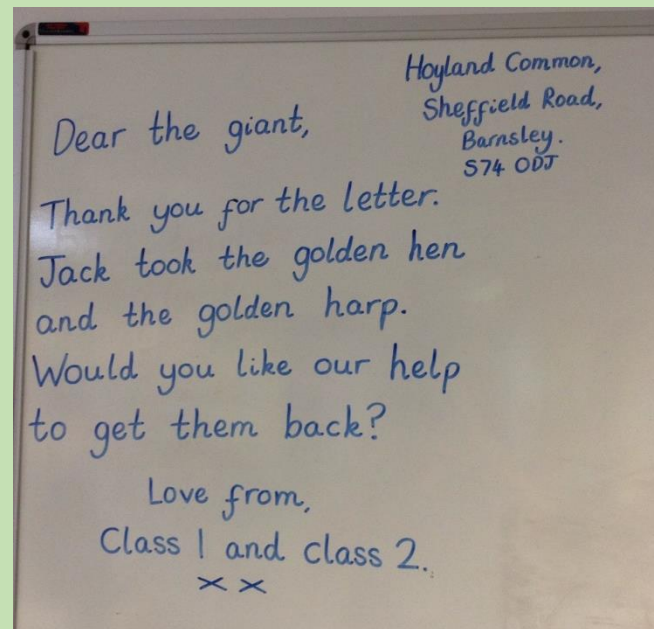 Hoyland Common,
Sheffield Road,
Barnsley.
S74 0DJ
Dear the giant,
Thank you for the letter.
Jack took the golden hen
and the golden harp.
Would you like our help
to get them back?
Love from,
Class 1 and class 2.
x x